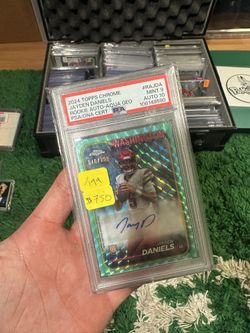 2024 TOPPS CHROME
#RAJDA
JAYDEN DANIELS
MINT 9
ROOKIE AUTO-AQUA GEO
AUTO 10
PSA/DNA CERT
PSA
WASHINGTON
$750
DANIELS